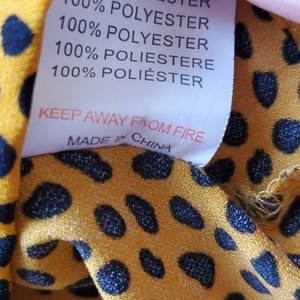 100% POLYESTER
100% POLYESTER
100% POLIESTERE
100% POLIÉSTER
KEEP AWAY FROM FIRE
MADE IN CHINA